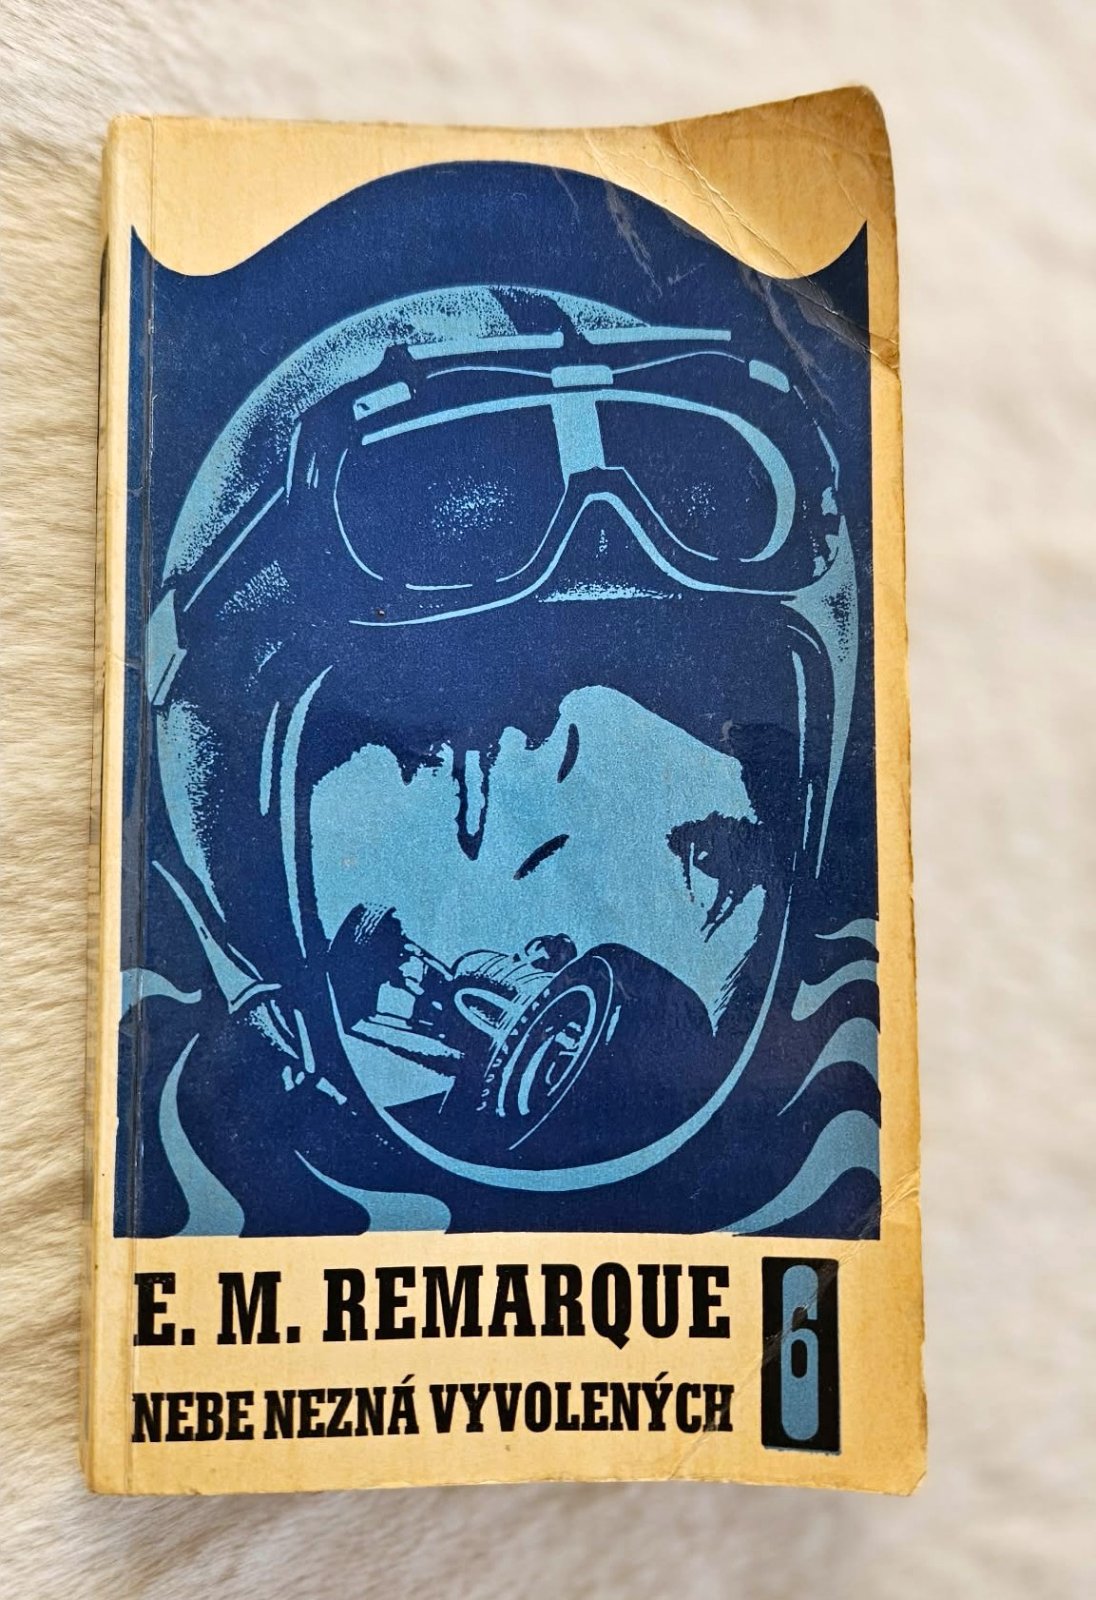 E. M. REMARQUE
NEBE NEZNÁ VYVOLENÝCH
6